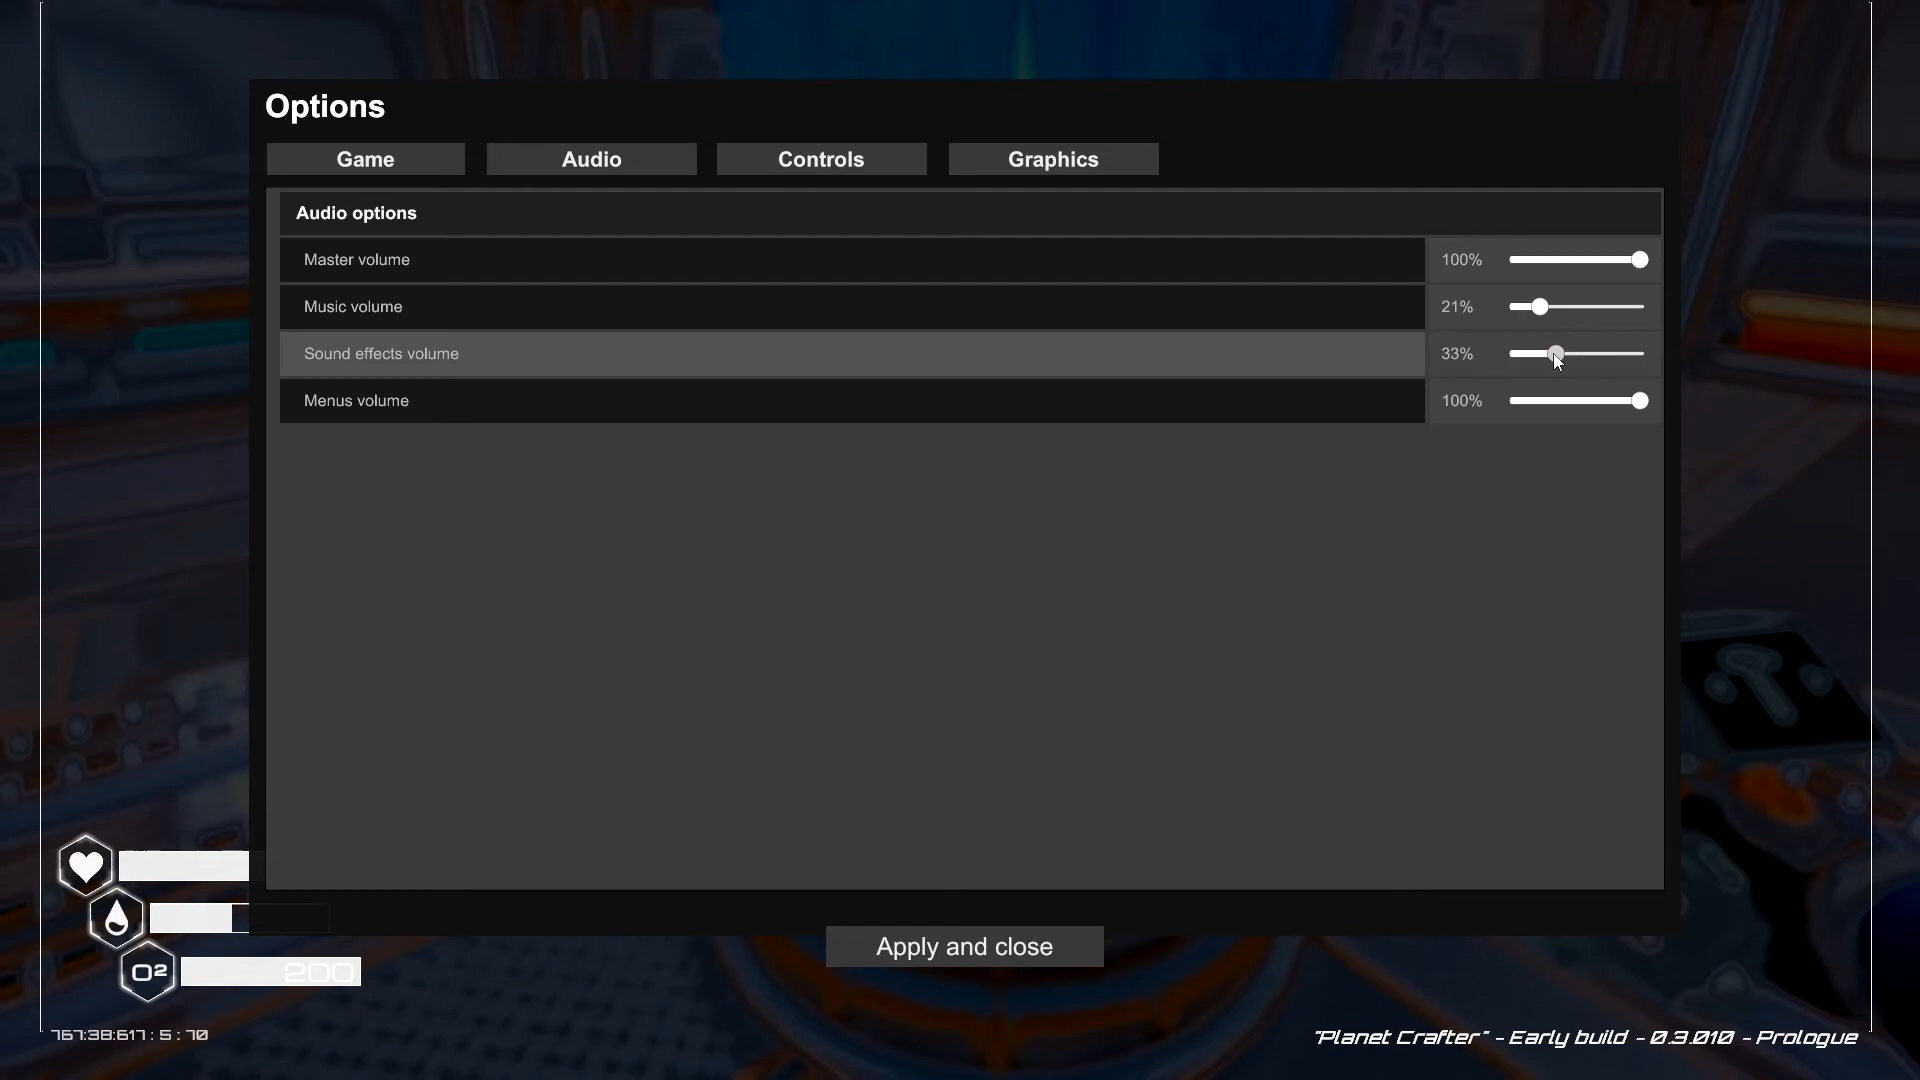 Options
Game Audio Controls Graphics
Audio options
Master volume 100%
Music volume 21%
Sound effects volume 33%
Menus volume 100%
O² 200
Apply and close
767:38:617 : 5 : 70
"Planet Crafter" - Early build - 0.3.010 - Prologue